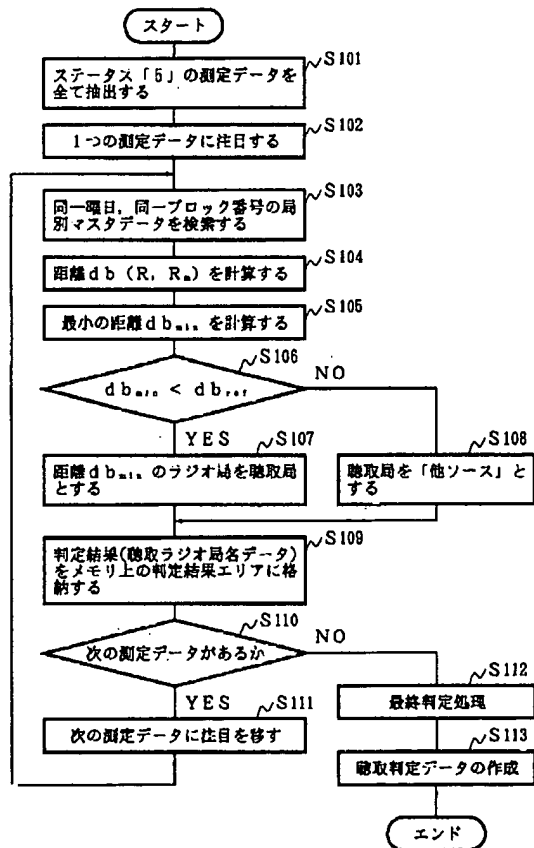 スタート
S101
ステータス「5」の測定データを
全て抽出する
S102
1つの測定データに注目する
S103
同一曜日,同一ブロック番号の局
別マスタデータを検索する
S104
距離db(R,Rm)を計算する
S105
最小の距離dbminを計算する
S106
dbmin<dbref
NO
YES
S107
距離dbminのラジオ局を聴取局
とする
S108
聴取局を「他ソース」と
する
S109
判定結果(聴取ラジオ局名データ)
をメモリ上の判定結果エリアに格
納する
S110
次の測定データがあるか
NO
YES
S111
次の測定データに注目を移す
S112
最終判定処理
S113
聴取判定データの作成
エンド